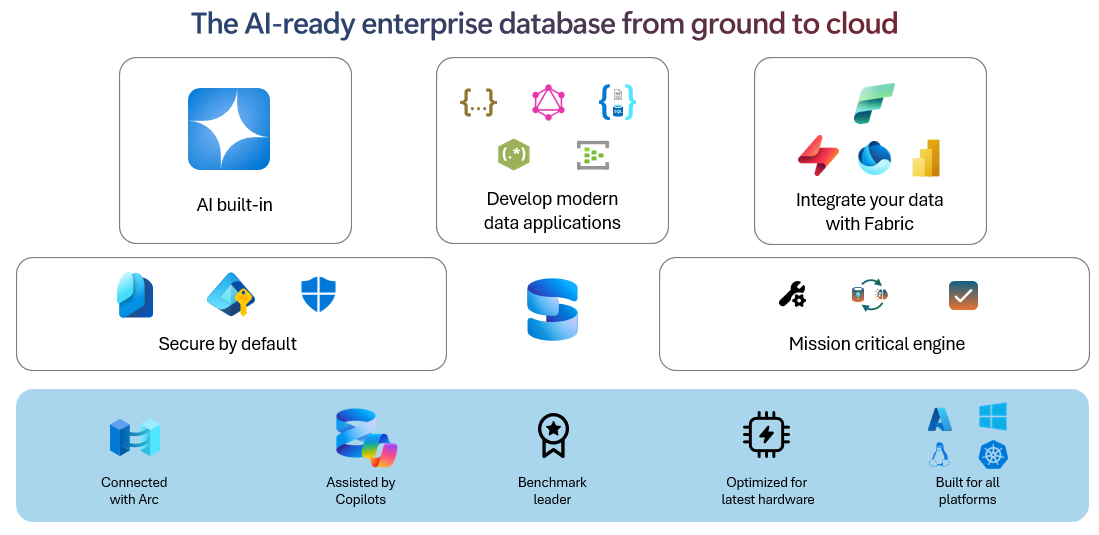 The AI-ready enterprise database from ground to cloud
AI built-in
Develop modern
data applications
Integrate your data
with Fabric
Secure by default
Mission critical engine
Connected
with Arc
Assisted by
Copilots
Benchmark
leader
Optimized for
latest hardware
Built for all
platforms